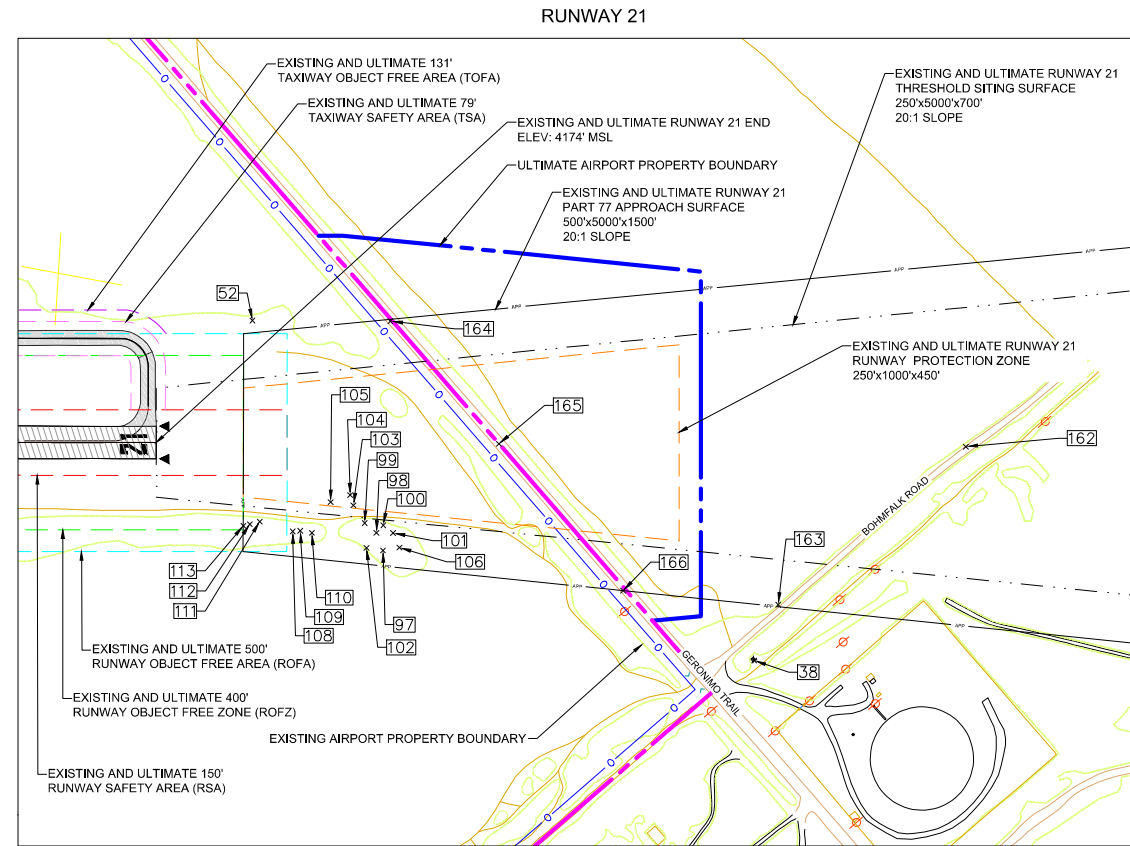 RUNWAY 21
EXISTING AND ULTIMATE 131'
TAXIWAY OBJECT FREE AREA (TOFA)
EXISTING AND ULTIMATE 79'
TAXIWAY SAFETY AREA (TSA)
EXISTING AND ULTIMATE RUNWAY 21 END
ELEV: 4174' MSL
ULTIMATE AIRPORT PROPERTY BOUNDARY
EXISTING AND ULTIMATE RUNWAY 21
PART 77 APPROACH SURFACE
500'x5000'x1500'
20:1 SLOPE
EXISTING AND ULTIMATE RUNWAY 21
THRESHOLD SITING SURFACE
250'x5000'x700'
20:1 SLOPE
EXISTING AND ULTIMATE RUNWAY 21
RUNWAY PROTECTION ZONE
250'x1000'x450'
APP
APP
APP
APP
APP
52
164
105
104
103
99
98
100
165
162
BOHMFALK ROAD
21
101
106
113
112
111
110
109
108
97
102
166
163
APP
APP
APP
APP
38
GERONIMO TRAIL
EXISTING AND ULTIMATE 500'
RUNWAY OBJECT FREE AREA (ROFA)
EXISTING AND ULTIMATE 400'
RUNWAY OBJECT FREE ZONE (ROFZ)
EXISTING AIRPORT PROPERTY BOUNDARY
EXISTING AND ULTIMATE 150'
RUNWAY SAFETY AREA (RSA)